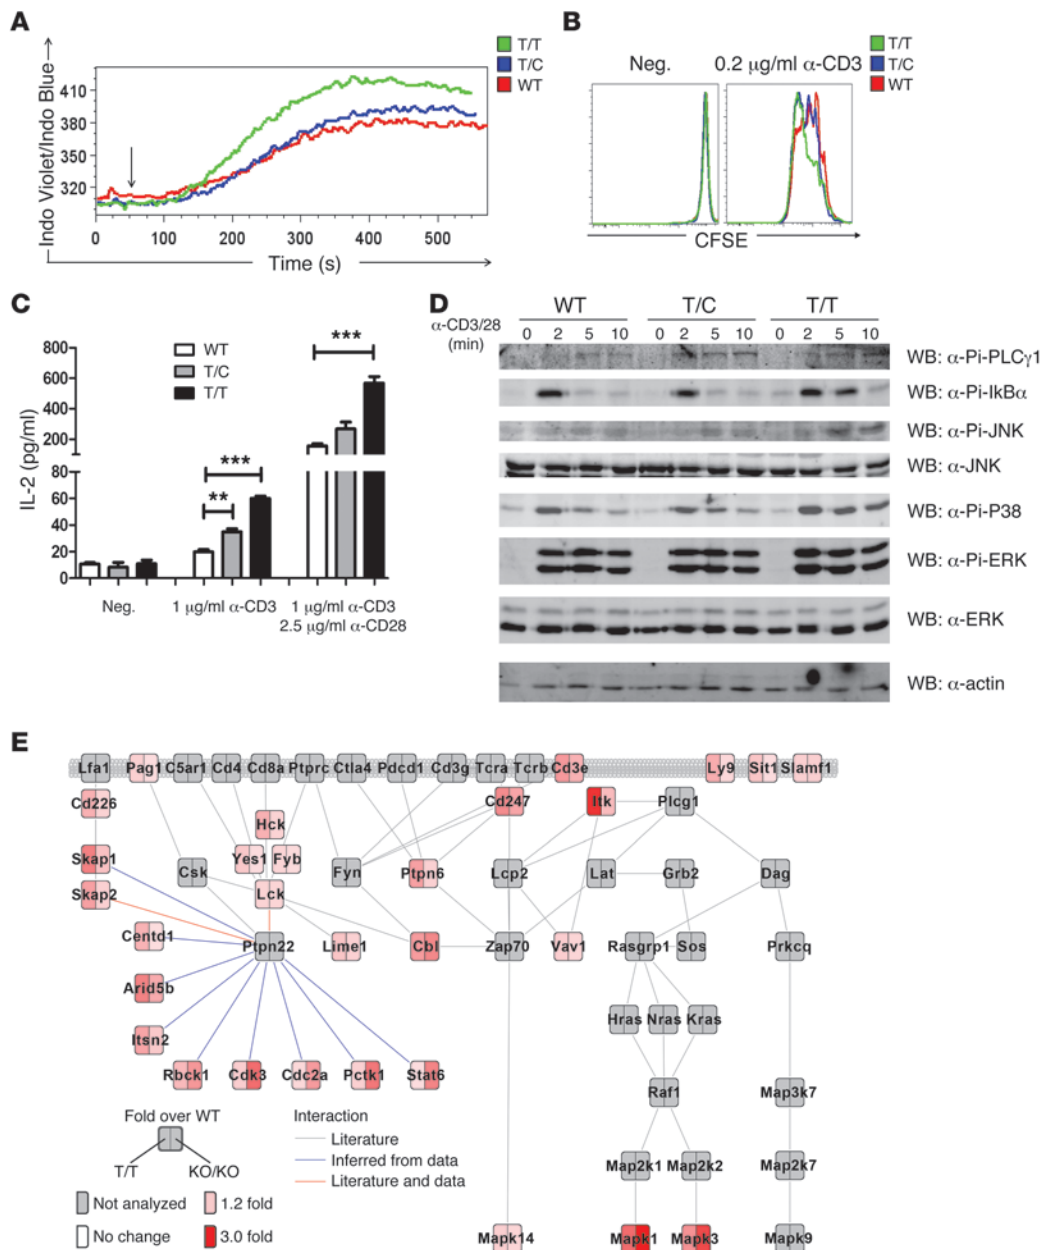 A
T/T
T/C
WT
Indo Violet/Indo Blue
410
380
350
320
0 100 200 300 400 500
Time (s)
B
T/T
T/C
WT
Neg. 0.2 μg/ml α-CD3
CFSE
C
WT
T/C
T/T
IL-2 (pg/ml)
800
600
400
200
80
60
40
20
0
** *** ***
Neg. 1 μg/ml α-CD3 1 μg/ml α-CD3
2.5 μg/ml α-CD28
D
WT T/C T/T
α-CD3/28
(min)
0 2 5 10 0 2 5 10 0 2 5 10
WB: α-Pi-PLCγ1
WB: α-Pi-IkBα
WB: α-Pi-JNK
WB: α-JNK
WB: α-Pi-P38
WB: α-Pi-ERK
WB: α-ERK
WB: α-actin
E
Lfa1 Pag1 C5ar1 Cd4 Cd8a Ptprc Ctla4 Pdcd1 Cd3g Tcra Tcrb Cd3e Ly9 Sit1 Slamf1
Cd226 Cd247 Itk Plcg1
Hck
Skap1 Yes1 Fyb
Csk Fyn Ptpn6 Lcp2 Lat Grb2 Dag
Skap2 Lck
Centd1 Ptpn22 Lime1 Cbl Zap70 Vav1 Rasgrp1 Sos Prkcq
Arid5b
Hras Nras Kras
Itsn2
Rbck1 Cdk3 Cdc2a Pctk1 Stat6
Raf1 Map3k7
Map2k1 Map2k2 Map2k7
Mapk14 Mapk1 Mapk3 Mapk9
Fold over WT
T/T KO/KO
Not analyzed 1.2 fold
No change 3.0 fold
Interaction
Literature
Inferred from data
Literature and data